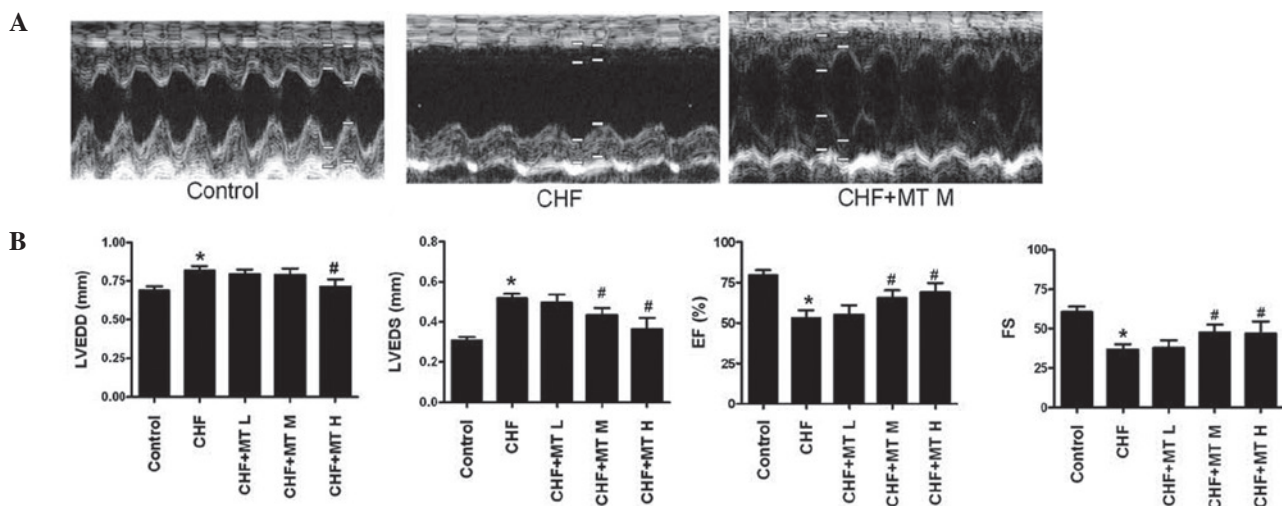 A
Control
CHF
CHF+MT M
B
LVEDD (mm)
1.00
0.75
0.50
0.25
0.00
*
#
Control
CHF
CHF+MT L
CHF+MT M
CHF+MT H
LVEDS (mm)
0.8
0.6
0.4
0.2
0.0
*
#
#
Control
CHF
CHF+MT L
CHF+MT M
CHF+MT H
EF (%)
100
75
50
25
0
*
#
#
Control
CHF
CHF+MT L
CHF+MT M
CHF+MT H
FS
100
75
50
25
0
*
#
#
Control
CHF
CHF+MT L
CHF+MT M
CHF+MT H